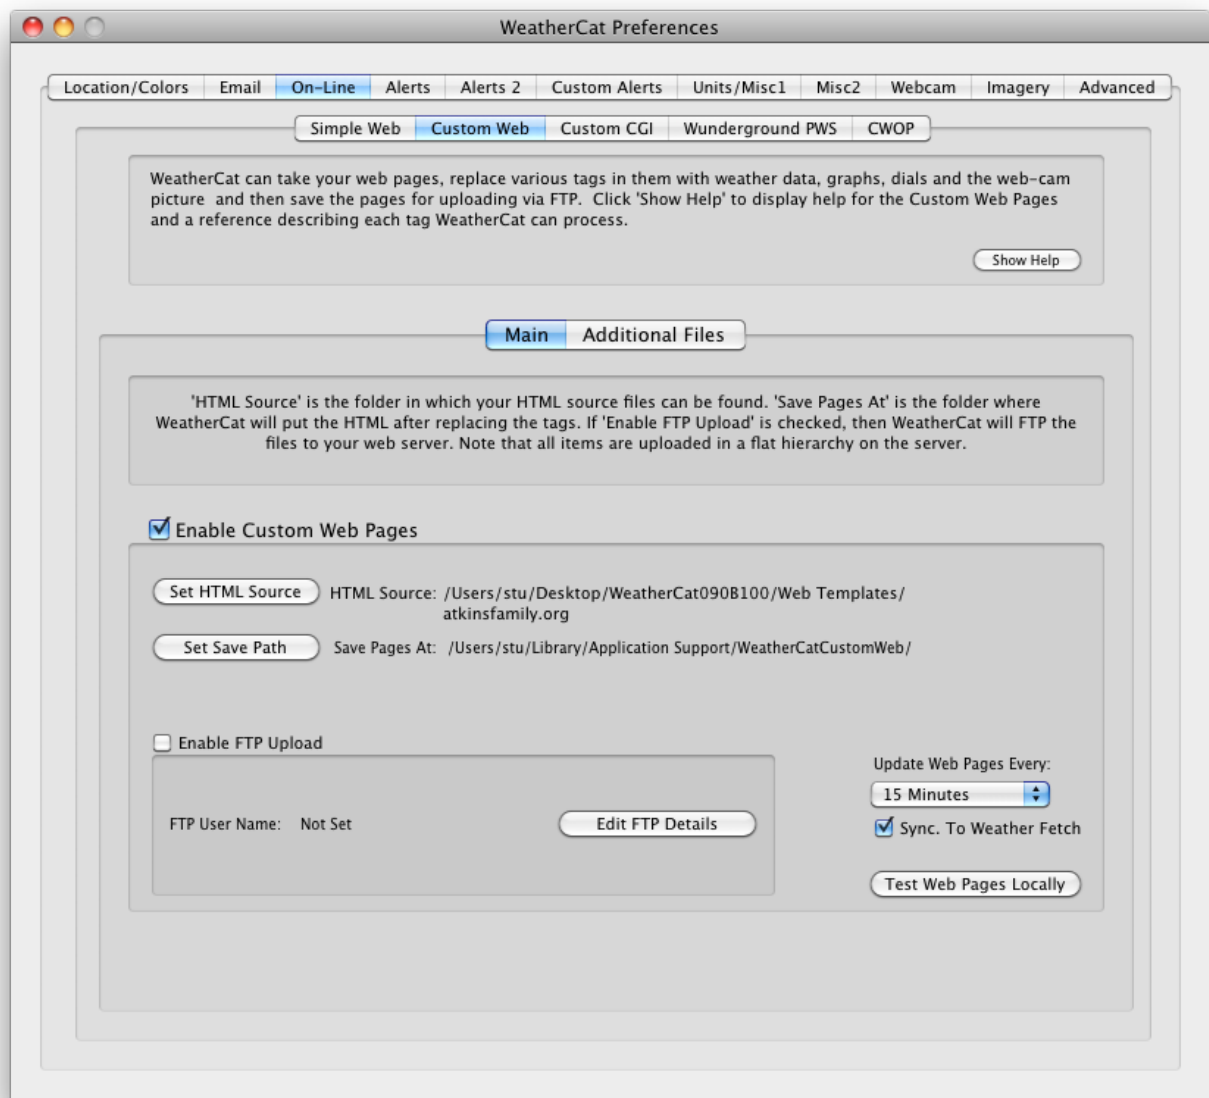 WeatherCat Preferences
Location/Colors Email On-Line Alerts Alerts 2 Custom Alerts Units/Misc1 Misc2 Webcam Imagery Advanced
Simple Web Custom Web Custom CGI Wunderground PWS CWOP
WeatherCat can take your web pages, replace various tags in them with weather data, graphs, dials and the web-cam
picture and then save the pages for uploading via FTP. Click 'Show Help' to display help for the Custom Web Pages
and a reference describing each tag WeatherCat can process.
Show Help
Main Additional Files
'HTML Source' is the folder in which your HTML source files can be found. 'Save Pages At' is the folder where
WeatherCat will put the HTML after replacing the tags. If 'Enable FTP Upload' is checked, then WeatherCat will FTP the
files to your web server. Note that all items are uploaded in a flat hierarchy on the server.
Enable Custom Web Pages
Set HTML Source HTML Source: /Users/stu/Desktop/WeatherCat090B100/Web Templates/
atkinsfamily.org
Set Save Path Save Pages At: /Users/stu/Library/Application Support/WeatherCatCustomWeb/
Enable FTP Upload
Update Web Pages Every:
15 Minutes
FTP User Name: Not Set Edit FTP Details
Sync. To Weather Fetch
Test Web Pages Locally